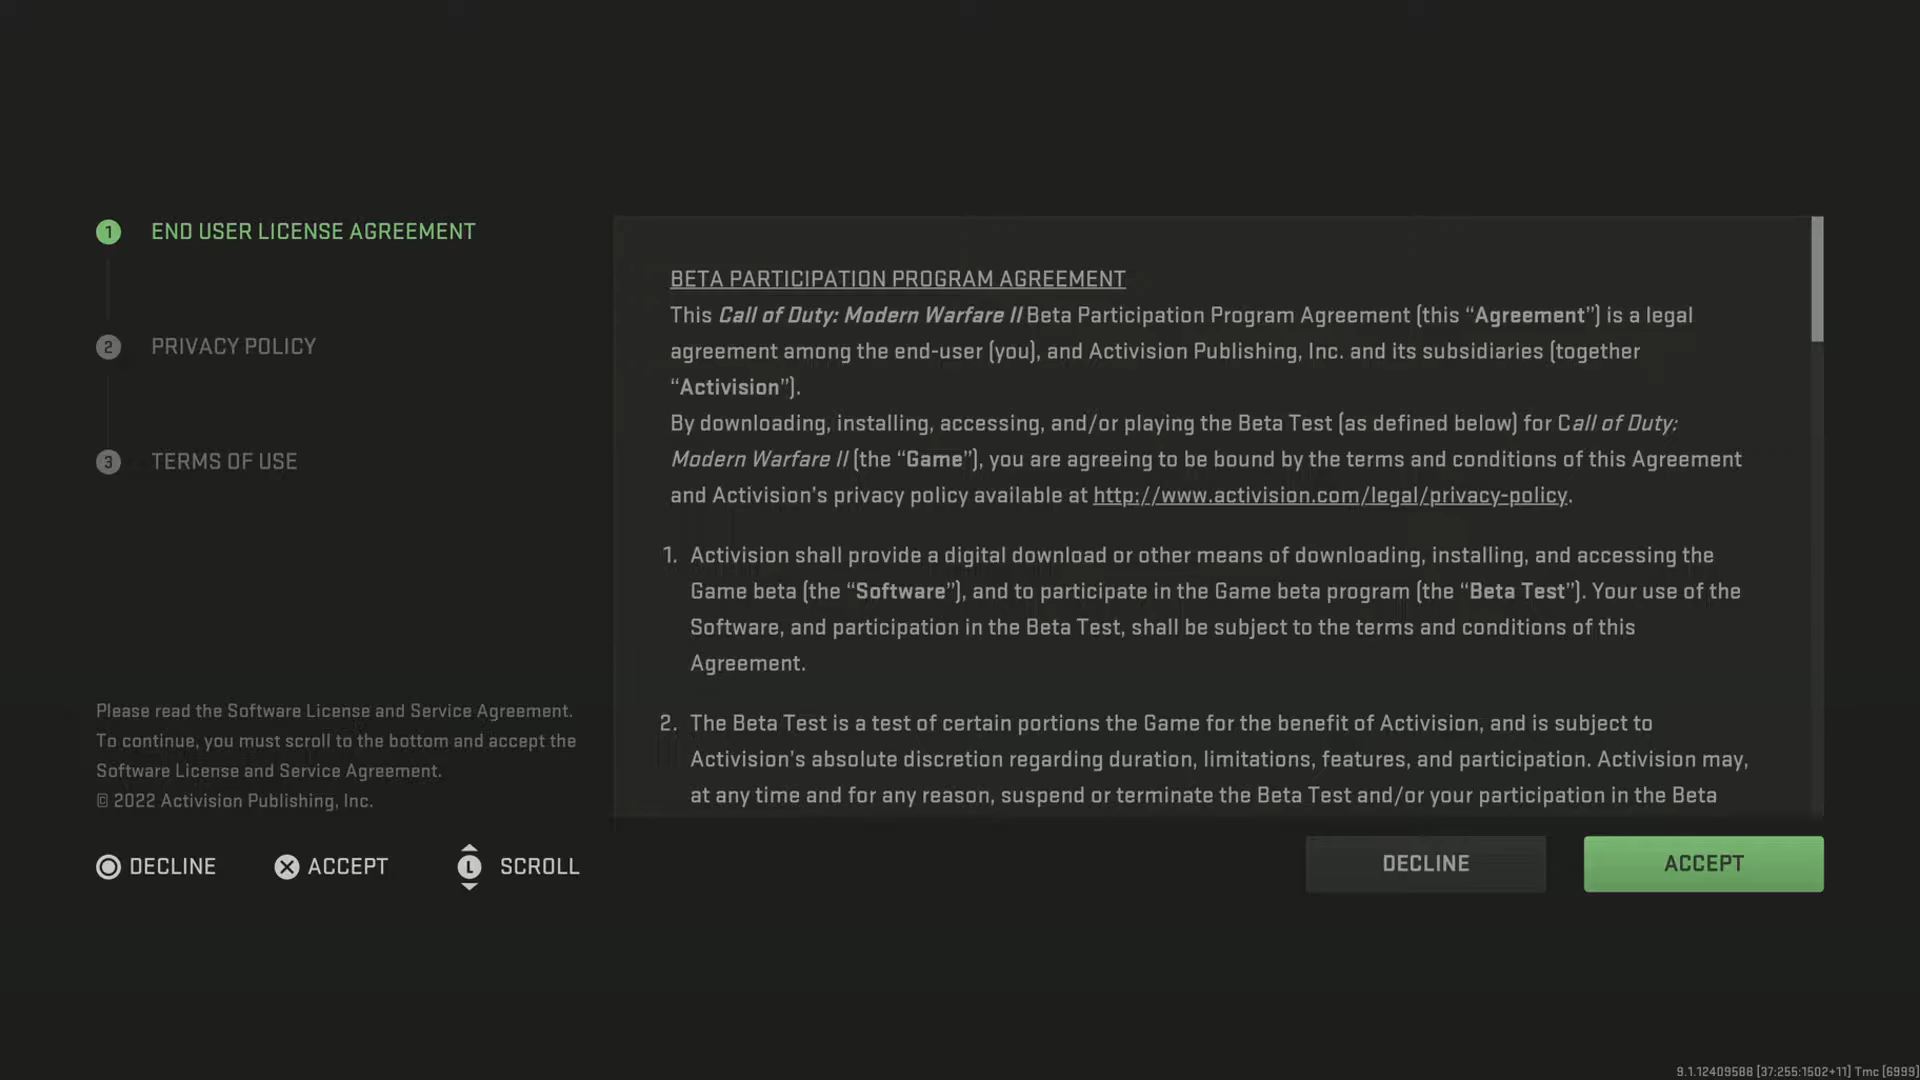 1 END USER LICENSE AGREEMENT
2 PRIVACY POLICY
3 TERMS OF USE
Please read the Software License and Service Agreement.
To continue, you must scroll to the bottom and accept the
Software License and Service Agreement.
© 2022 Activision Publishing, Inc.
BETA PARTICIPATION PROGRAM AGREEMENT
This Call of Duty: Modern Warfare II Beta Participation Program Agreement (this “Agreement”) is a legal
agreement among the end-user (you), and Activision Publishing, Inc. and its subsidiaries (together
“Activision”).
By downloading, installing, accessing, and/or playing the Beta Test (as defined below) for Call of Duty:
Modern Warfare II (the “Game”), you are agreeing to be bound by the terms and conditions of this Agreement
and Activision’s privacy policy available at http://www.activision.com/legal/privacy-policy.
1. Activision shall provide a digital download or other means of downloading, installing, and accessing the
Game beta (the “Software”), and to participate in the Game beta program (the “Beta Test”). Your use of the
Software, and participation in the Beta Test, shall be subject to the terms and conditions of this
Agreement.
2. The Beta Test is a test of certain portions the Game for the benefit of Activision, and is subject to
Activision’s absolute discretion regarding duration, limitations, features, and participation. Activision may,
at any time and for any reason, suspend or terminate the Beta Test and/or your participation in the Beta
DECLINE ACCEPT L SCROLL
DECLINE ACCEPT
9.1.12409588 [37:255:1502+11] Tmc [6999]